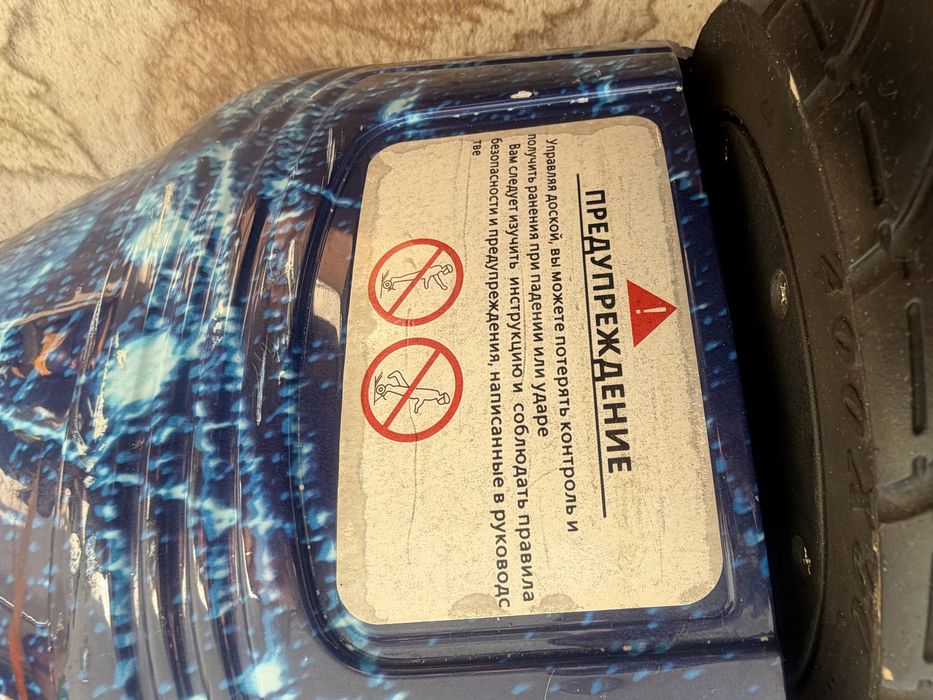 ПРЕДУПРЕЖДЕНИЕ
Управляя доской, вы можете потерять контроль и
получить ранения при падении или ударе
Вам следует изучить инструкцию и соблюдать правила
безопасности и предупреждения, написанные в руководс
тве